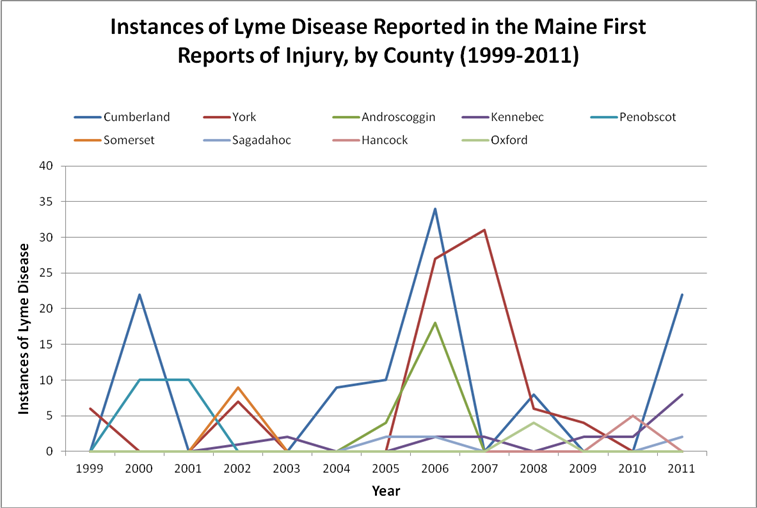 Instances of Lyme Disease Reported in the Maine First
Reports of Injury, by County (1999-2011)
Cumberland York Androscoggin Kennebec Penobscot
Somerset Sagadahoc Hancock Oxford
40
35
30
25
20
15
10
5
0
Instances of Lyme Disease
1999 2000 2001 2002 2003 2004 2005 2006 2007 2008 2009 2010 2011
Year